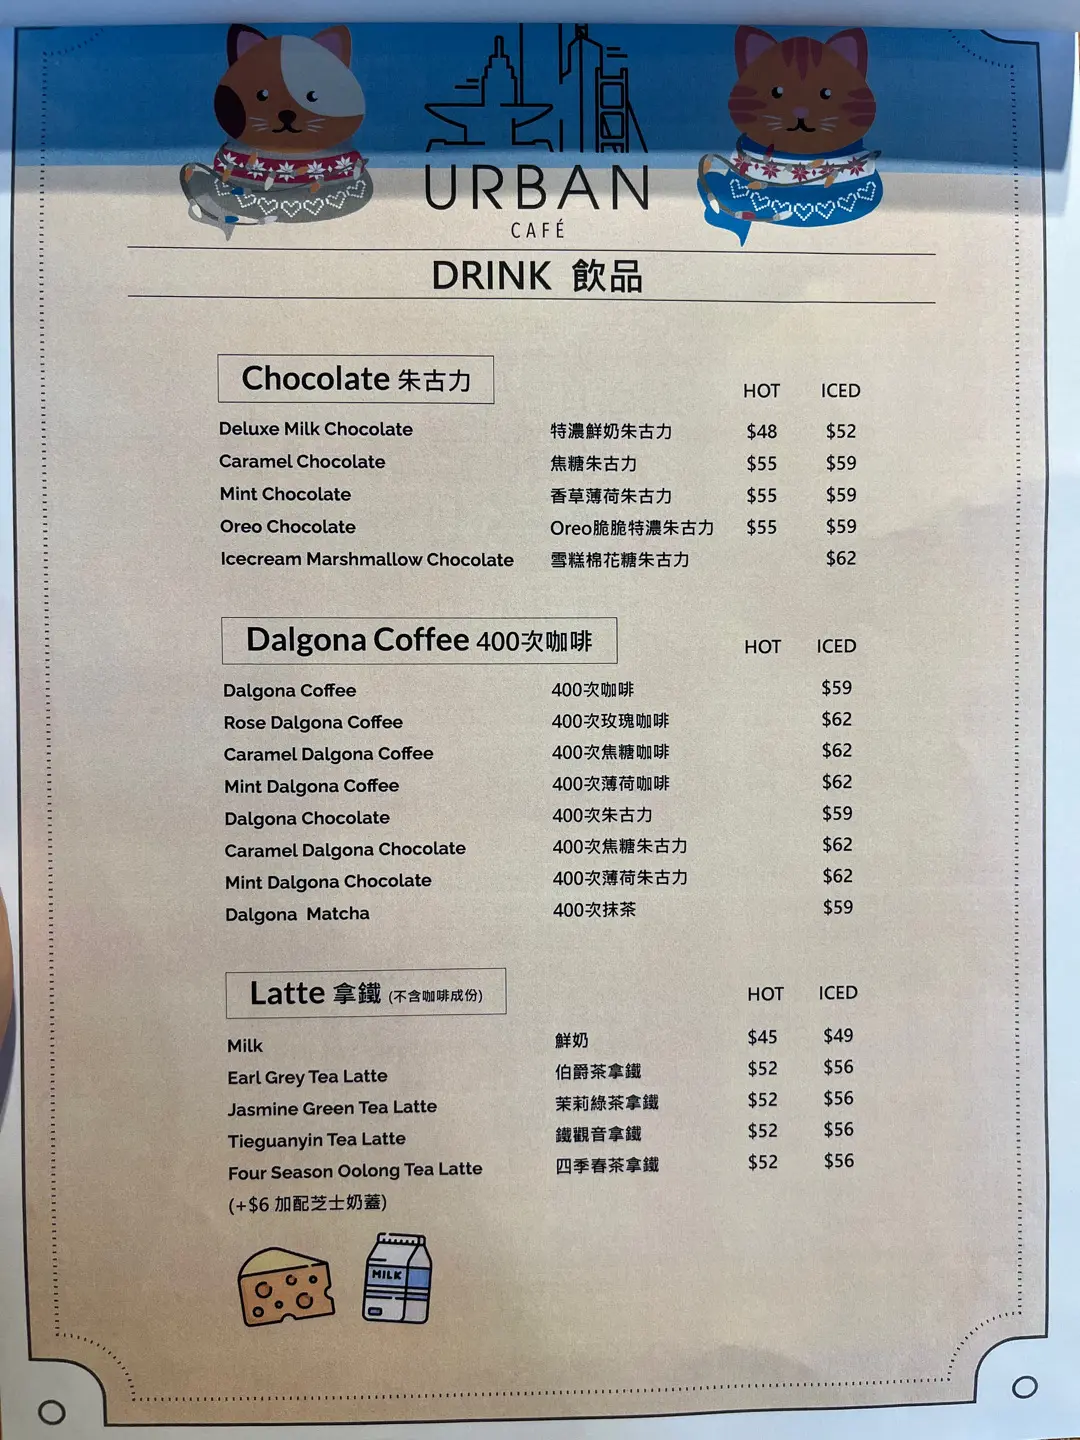 URBAN
CAFÉ
DRINK 飲品
Chocolate 朱古力 HOT ICED
Deluxe Milk Chocolate 特濃鮮奶朱古力 $48 $52
Caramel Chocolate 焦糖朱古力 $55 $59
Mint Chocolate 香草薄荷朱古力 $55 $59
Oreo Chocolate Oreo脆脆特濃朱古力 $55 $59
Icecream Marshmallow Chocolate 雪糕棉花糖朱古力 $62
Dalgona Coffee 400次咖啡 HOT ICED
Dalgona Coffee 400次咖啡 $59
Rose Dalgona Coffee 400次玫瑰咖啡 $62
Caramel Dalgona Coffee 400次焦糖咖啡 $62
Mint Dalgona Coffee 400次薄荷咖啡 $62
Dalgona Chocolate 400次朱古力 $59
Caramel Dalgona Chocolate 400次焦糖朱古力 $62
Mint Dalgona Chocolate 400次薄荷朱古力 $62
Dalgona Matcha 400次抹茶 $59
Latte 拿鐵 (不含咖啡成份) HOT ICED
Milk 鮮奶 $45 $49
Earl Grey Tea Latte 伯爵茶拿鐵 $52 $56
Jasmine Green Tea Latte 茉莉綠茶拿鐵 $52 $56
Tieguanyin Tea Latte 鐵觀音拿鐵 $52 $56
Four Season Oolong Tea Latte 四季春茶拿鐵 $52 $56
(+$6 加配芝士奶蓋)
MILK